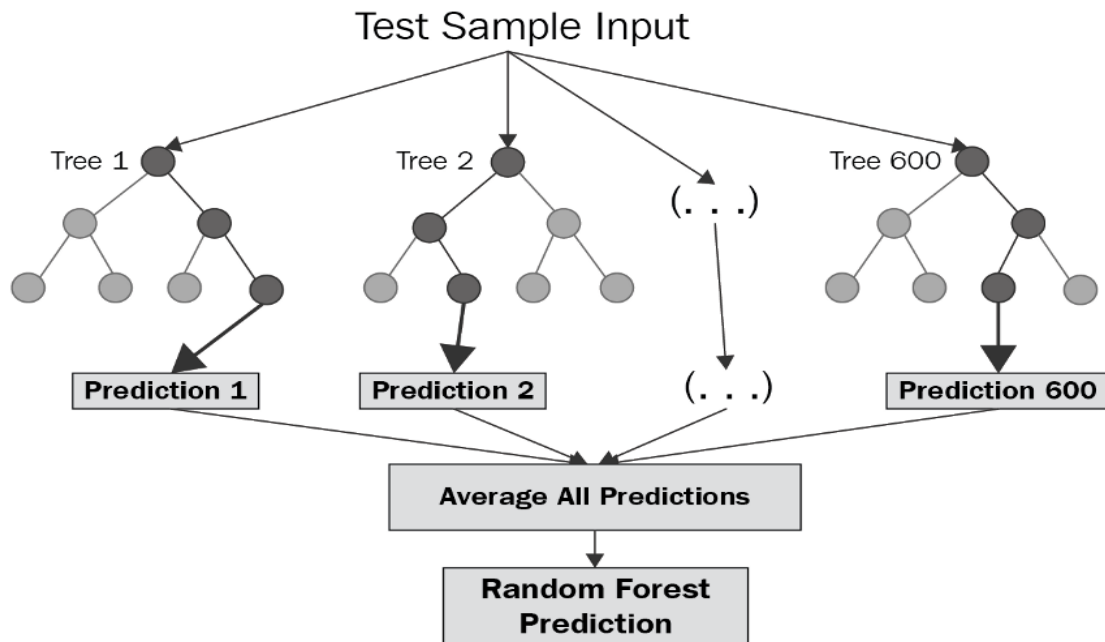 Test Sample Input
Tree 1
Tree 2
Tree 600
(. . .)
Prediction 1
Prediction 2
(. . .)
Prediction 600
Average All Predictions
Random Forest
Prediction